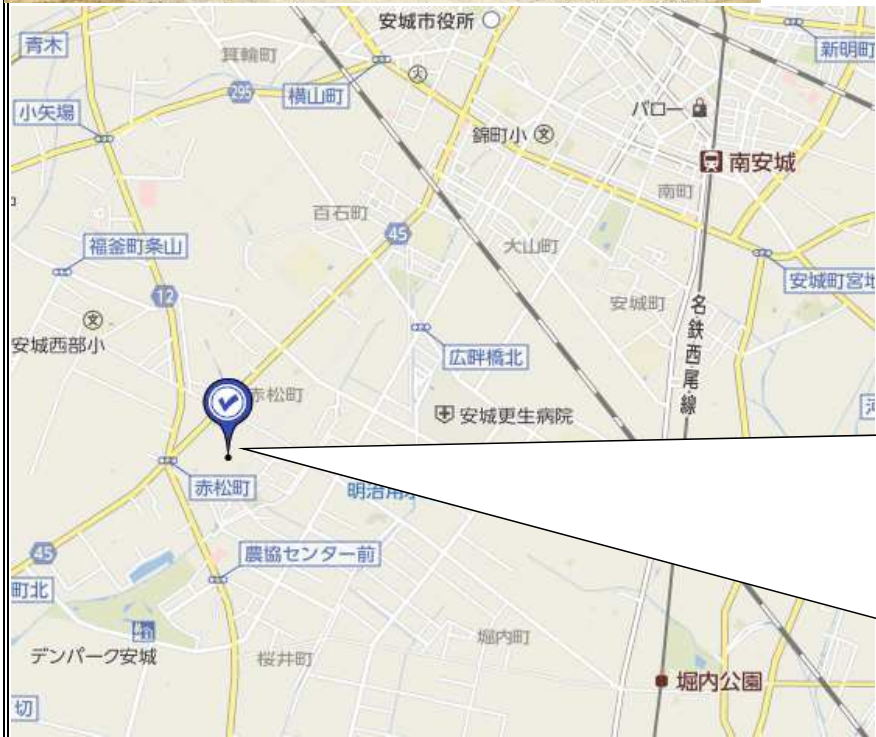 安城市役所
青木
箕輪町
新明町
295
横山町
小矢場
バロー
錦町小
南安城
南町
百石町
45
大山町
福釜町条山
12
安城町宮地
安城町
名鉄西尾線
安城西部小
広畔橋北
赤松町
安城更生病院
河
赤松町
明治用水
45
農協センター前
町北
堀内町
デンパーク安城
桜井町
堀内公園
切